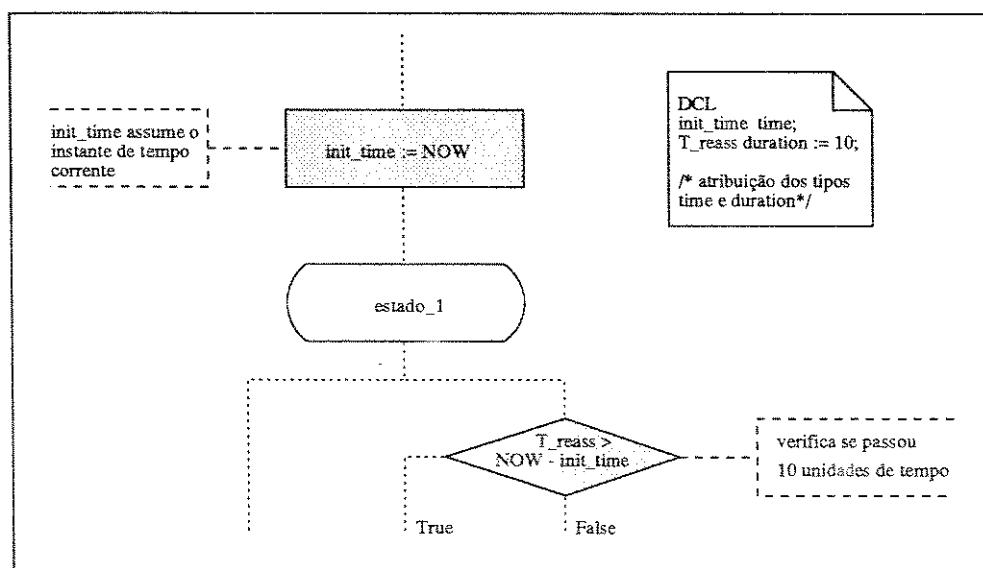 init_time assume o
instante de tempo
corrente
init_time := NOW
DCL
init_time time;
T_reass duration := 10;
/* atribuição dos tipos
time e duration*/
estado_1
T_reass >
NOW - init_time
verifica se passou
10 unidades de tempo
True
False